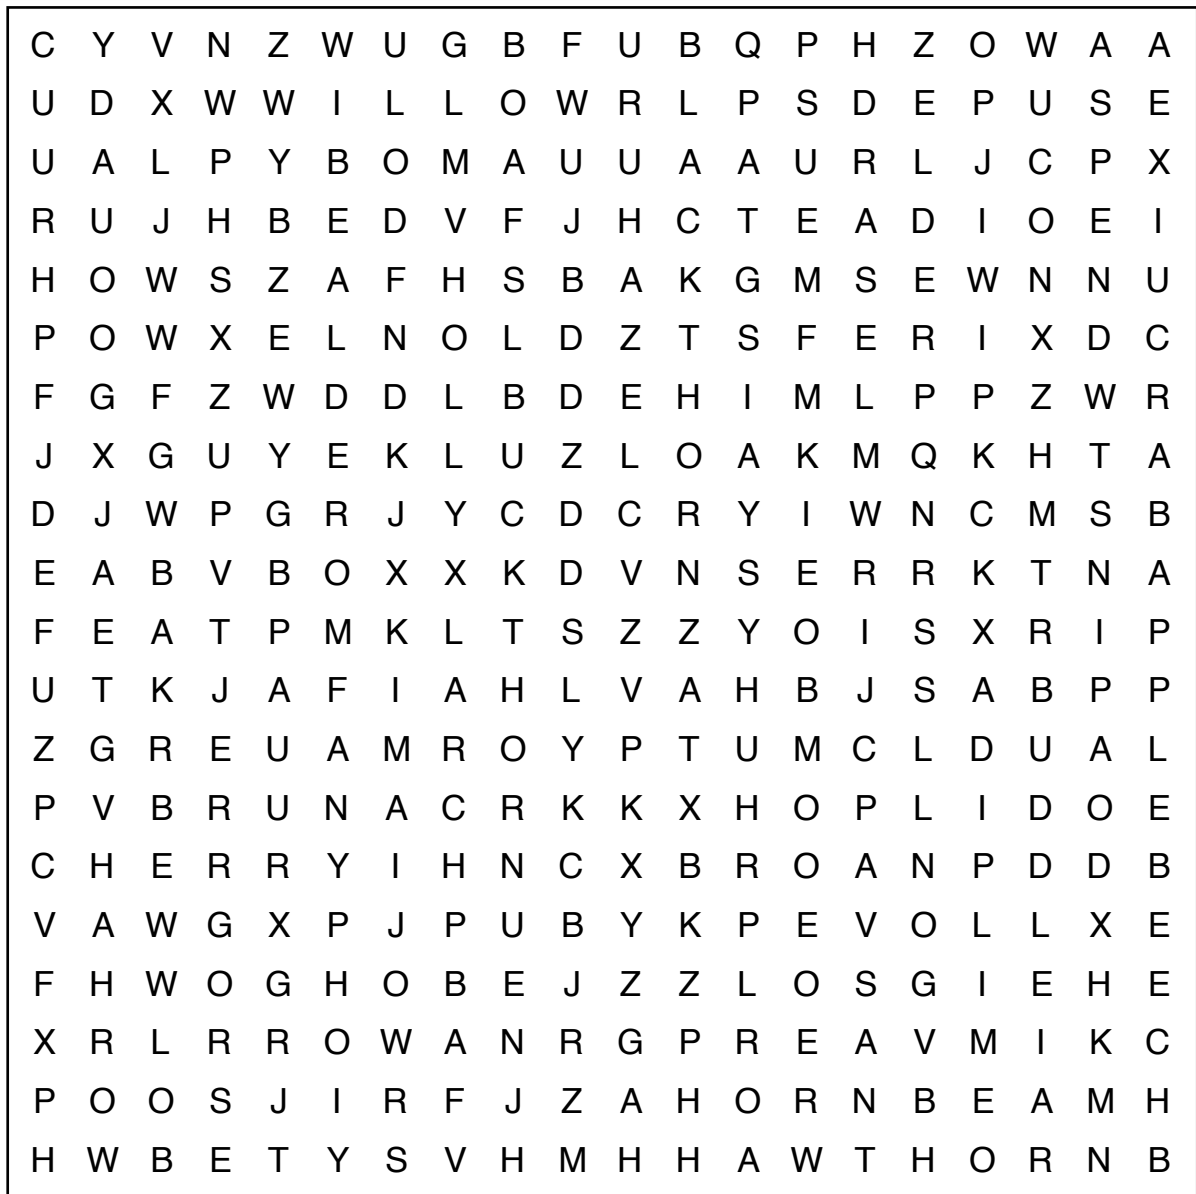 C Y V N Z W U G B F U B Q P H Z O W A A
U D X W W I L L O W R L P S D E P U S E
U A L P Y B O M A U U A A U R L J C P X
R U J H B E D V F J H C T E A D I O E I
H O W S Z A F H S B A K G M S E W N N U
P O W X E L N O L D Z T S F E R I X D C
F G F Z W D D L B D E H I M L P P Z W R
J X G U Y E K L U Z L O A K M Q K H T A
D J W P G R J Y C D C R Y I W N C M S B
E A B V B O X X K D V N S E R R K T N A
F E A T P M K L T S Z Z Y O I S X R I P
U T K J A F I A H L V A H B J S A B P P
Z G R E U A M R O Y P T U M C L D U A L
P V B R U N A C R K K X H O P L I D O E
C H E R R Y I H N C X B R O A N P D D B
V A W G X P J P U B Y K P E V O L L X E
F H W O G H O B E J Z Z L O S G I E H E
X R L R R O W A N R G P R E A V M I K C
P O O S J I R F J Z A H O R N B E A M H
H W B E T Y S V H M H H A W T H O R N B